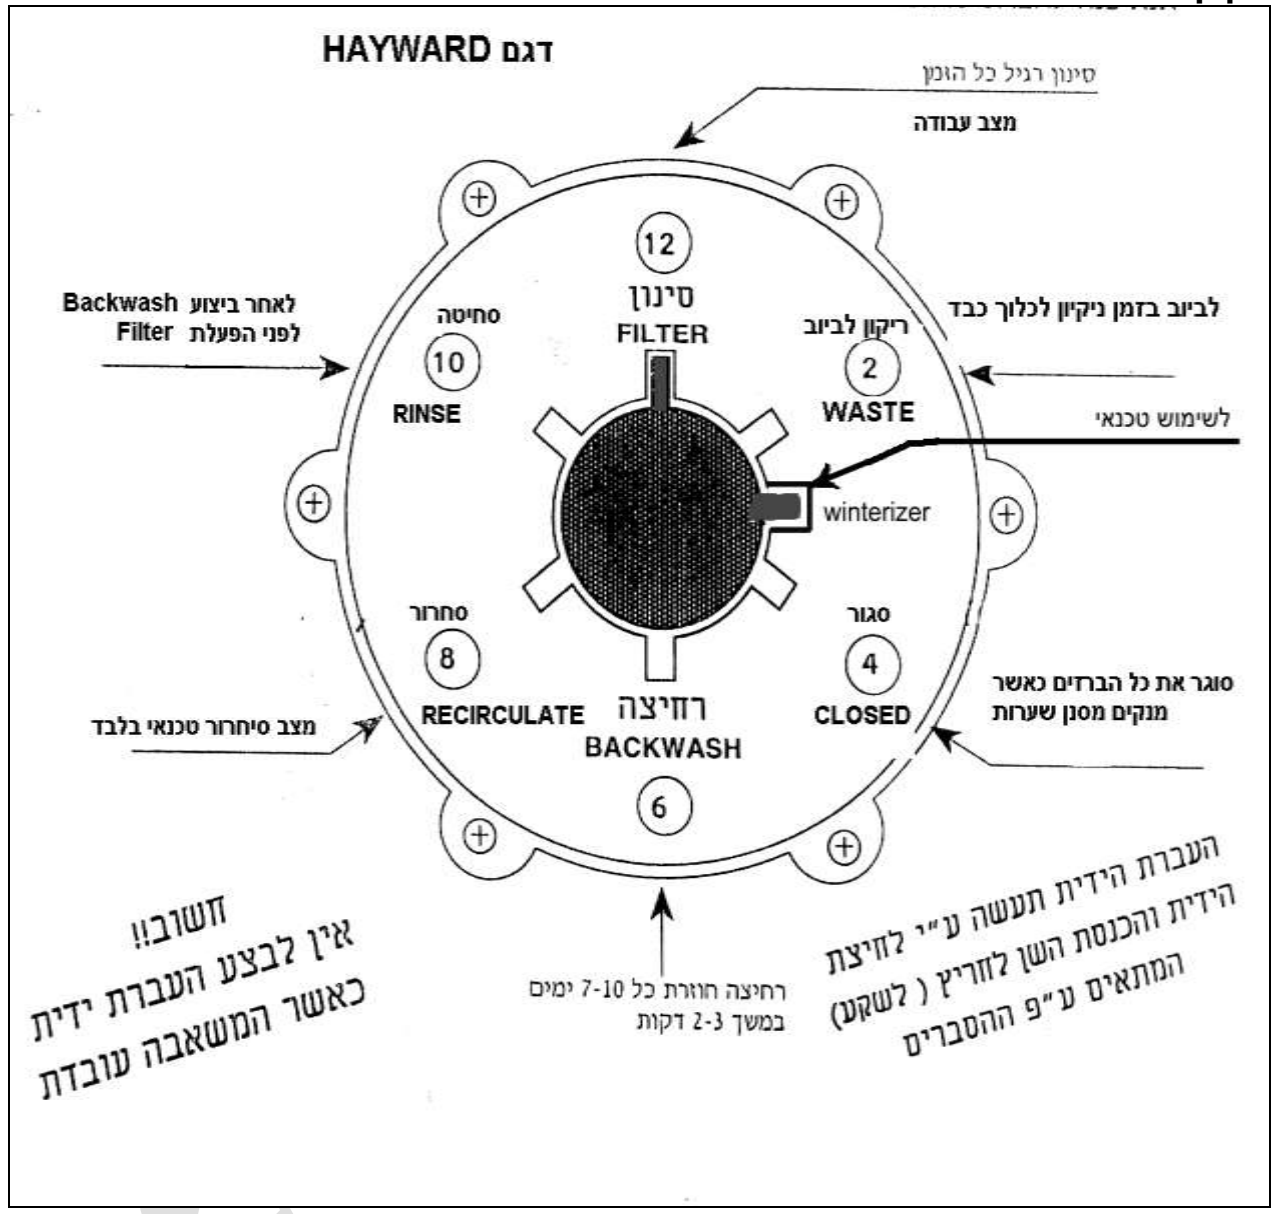 דגם HAYWARD
סינון רגיל כל הזמן
מצב עבודה
12
סינון
FILTER
לאחר ביצוע Backwash
לפני הפעלת Filter
סחיטה
10
RINSE
ריקון לביוב
2
WASTE
לביוב בזמן ניקיון לכלוך כבד
לשימוש טכנאי
winterizer
סחרור
8
RECIRCULATE
מצב סיחרור טכנאי בלבד
סגור
4
CLOSED
סוגר את כל הברזים כאשר
מנקים מסנן שערות
רחיצה
BACKWASH
6
רחיצה חוזרת כל 7-10 ימים
במשך 2-3 דקות
העברת הידית תעשה ע״י לחיצת
הידית והכנסת השן לחריץ ( לשקע)
המתאים ע״פ ההסברים
חשוב!!
אין לבצע העברת ידית
כאשר המשאבה עובדת